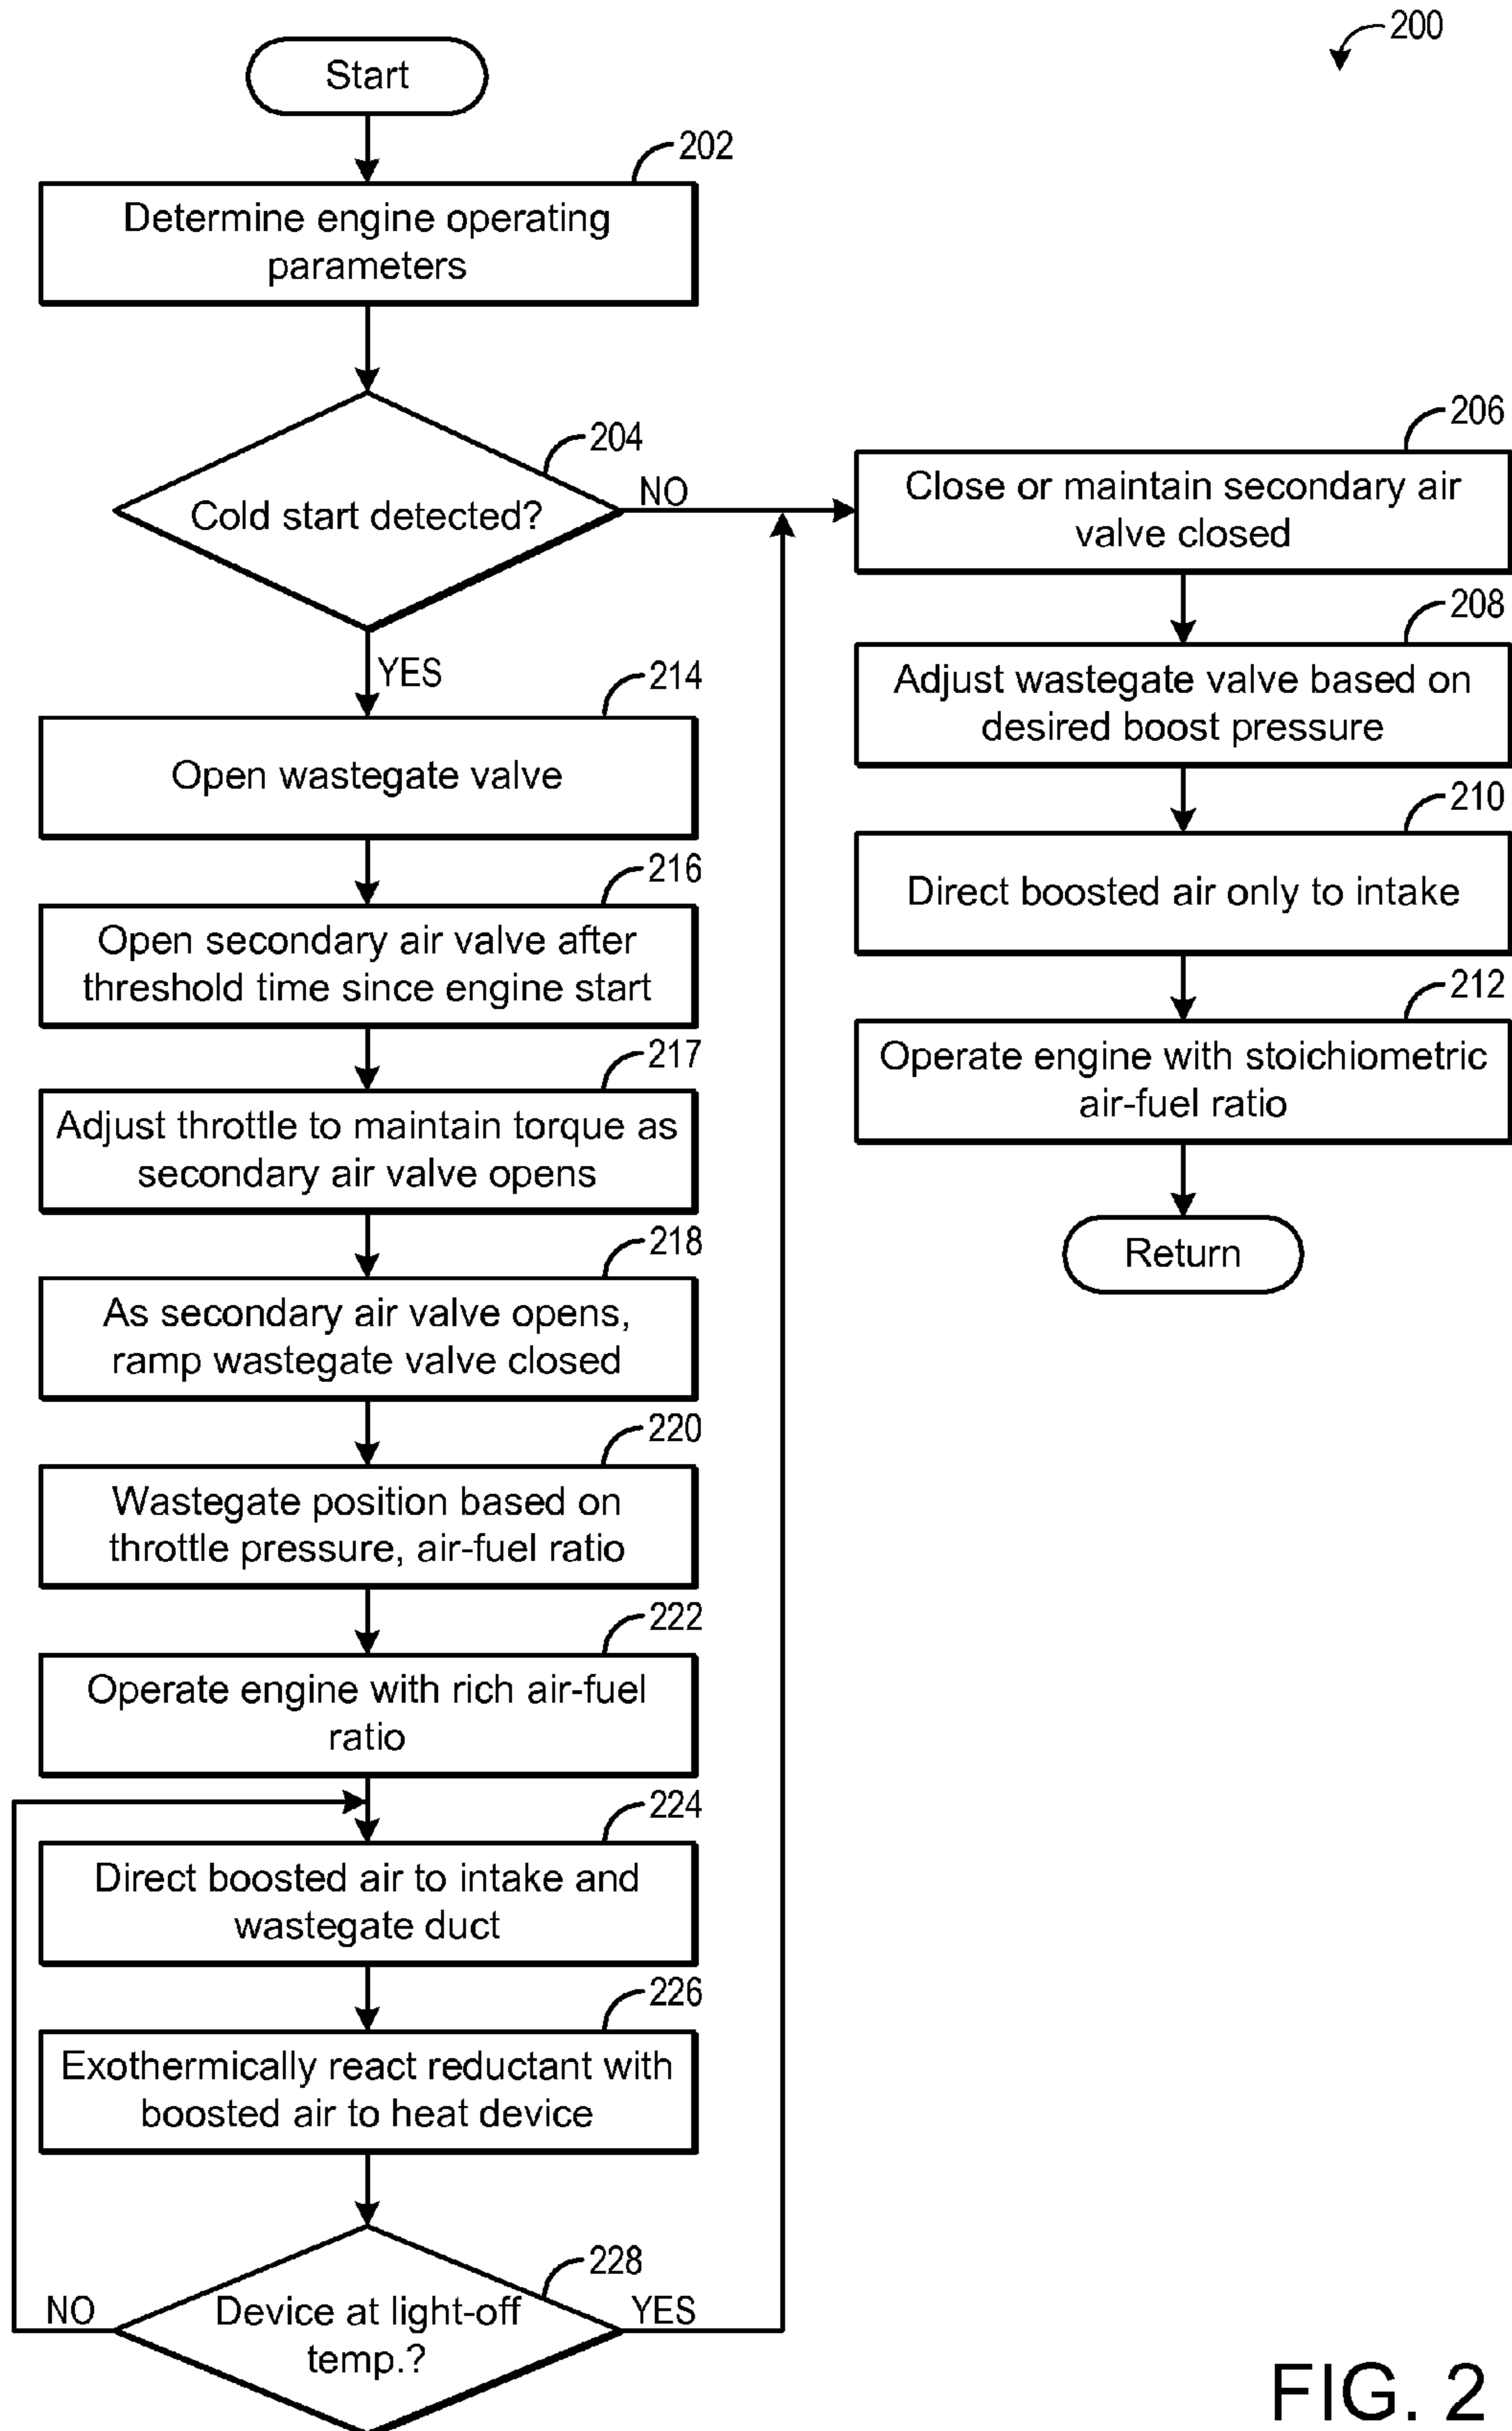 200
Start
202
Determine engine operating
parameters
204
Cold start detected?
NO
YES
206
Close or maintain secondary air
valve closed
208
Adjust wastegate valve based on
desired boost pressure
210
Direct boosted air only to intake
212
Operate engine with stoichiometric
air-fuel ratio
Return
214
Open wastegate valve
216
Open secondary air valve after
threshold time since engine start
217
Adjust throttle to maintain torque as
secondary air valve opens
218
As secondary air valve opens,
ramp wastegate valve closed
220
Wastegate position based on
throttle pressure, air-fuel ratio
222
Operate engine with rich air-fuel
ratio
224
Direct boosted air to intake and
wastegate duct
226
Exothermically react reductant with
boosted air to heat device
228
Device at light-off
temp.?
NO
YES
FIG. 2